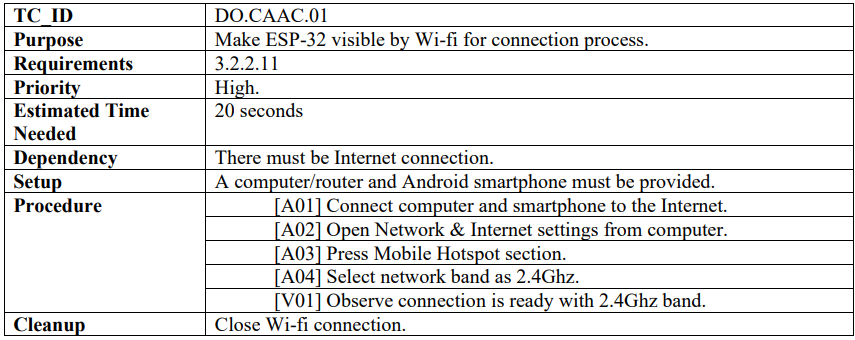 TC_ID DO.CAAC.01
Purpose Make ESP-32 visible by Wi-fi for connection process.
Requirements 3.2.2.11
Priority High.
Estimated Time 20 seconds
Needed
Dependency There must be Internet connection.
Setup A computer/router and Android smartphone must be provided.
Procedure [A01] Connect computer and smartphone to the Internet.
[A02] Open Network & Internet settings from computer.
[A03] Press Mobile Hotspot section.
[A04] Select network band as 2.4Ghz.
[V01] Observe connection is ready with 2.4Ghz band.
Cleanup Close Wi-fi connection.